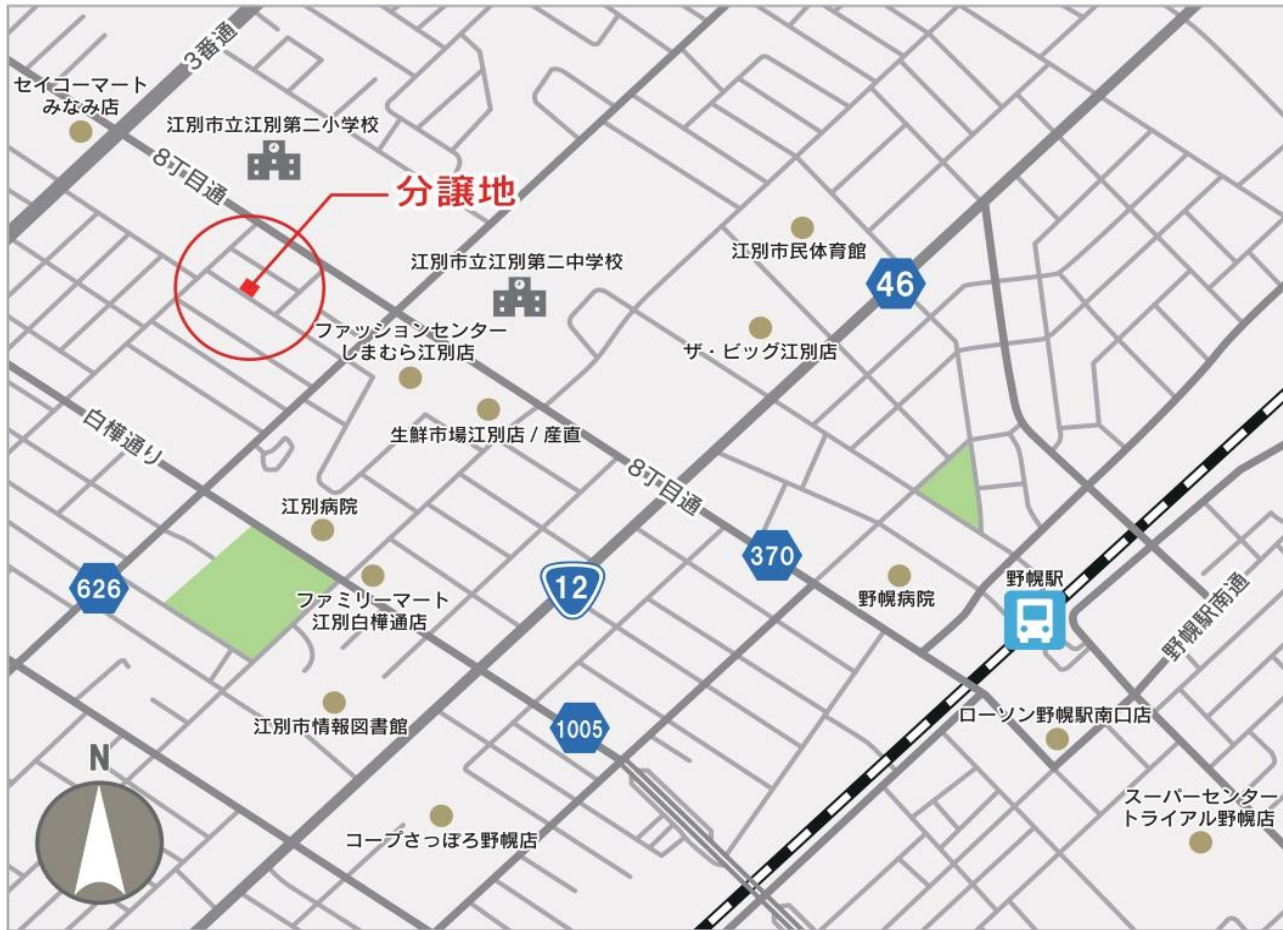 3番通
セイコーマート
みなみ店
江別市立江別第二小学校
8丁目通
分譲地
江別市民体育館
江別市立江別第二中学校
46
ファッションセンター
しまむら江別店
ザ・ビッグ江別店
生鮮市場江別店 / 産直
白樺通り
8丁目通
江別病院
370
626
12
野幌駅
野幌病院
ファミリーマート
江別白樺通店
野幌駅南通
江別市情報図書館
1005
ローソン野幌駅南口店
N
スーパーセンター
トライアル野幌店
コープさっぽろ野幌店